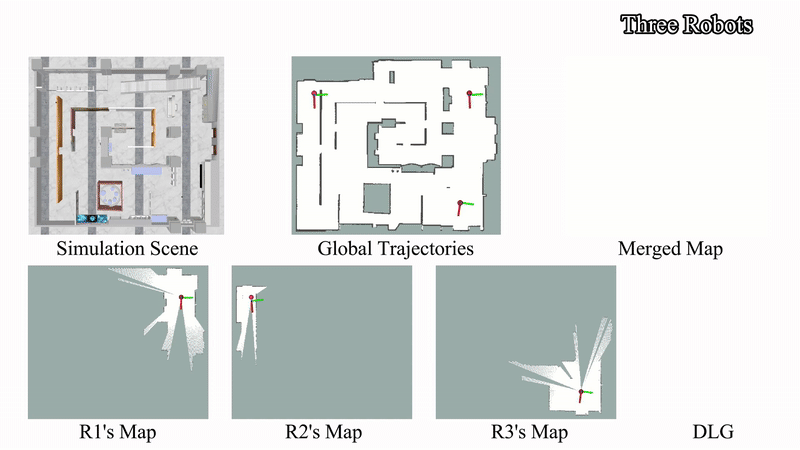 Three Robots
Simulation Scene
Global Trajectories
Merged Map
R1's Map
R2's Map
R3's Map
DLG